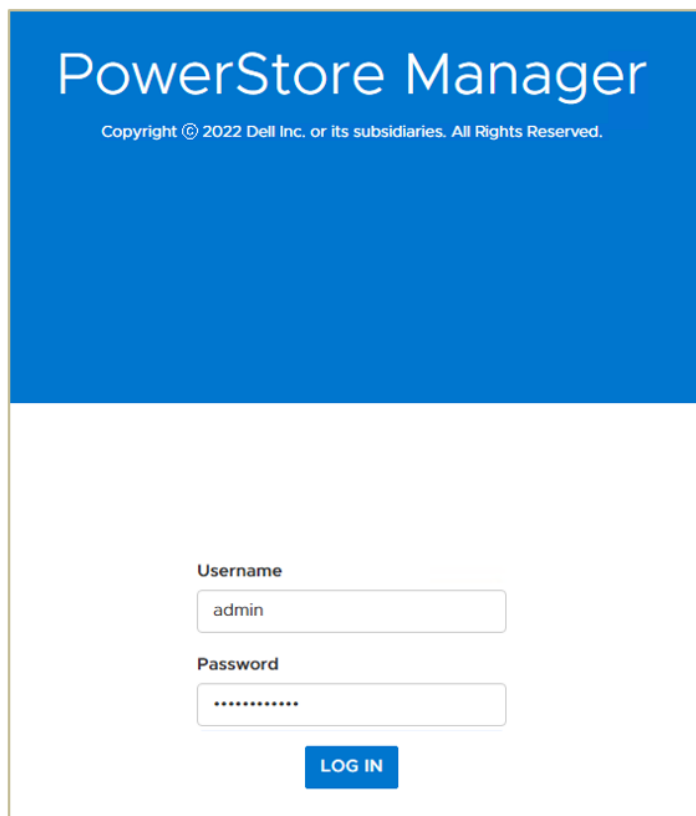 PowerStore Manager
Copyright © 2022 Dell Inc. or its subsidiaries. All Rights Reserved.
Username
admin
Password
••••••••••••
LOG IN